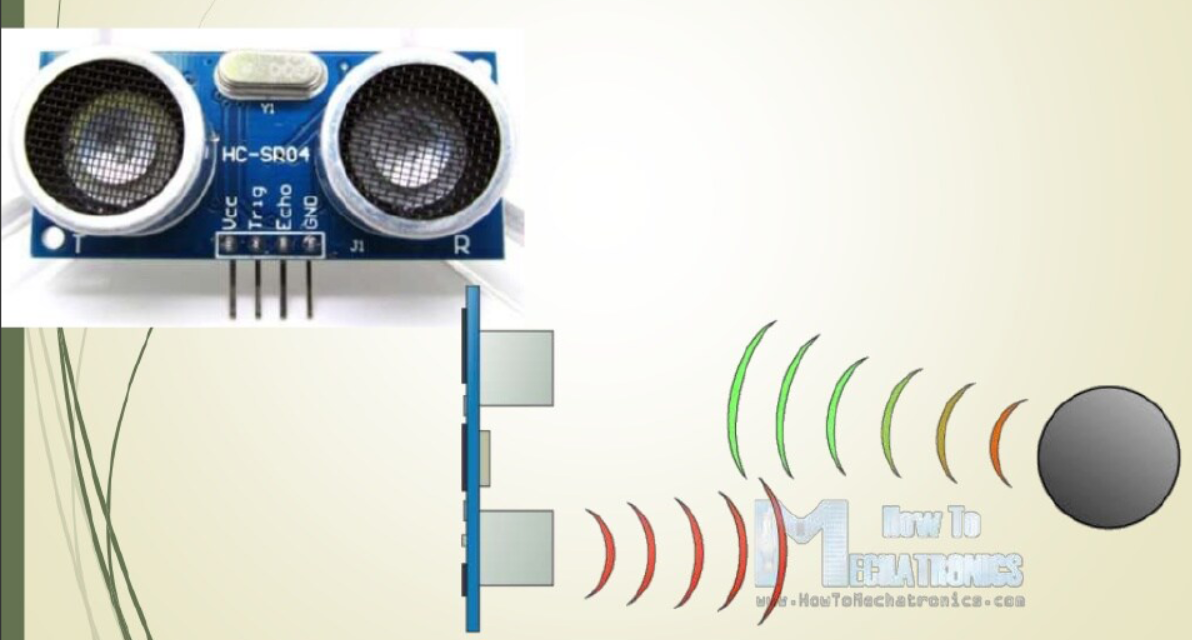 Y1
HC-SR04
Vcc
Trig
Echo
GND
T
J1
R
How To
MECHATRONICS
www.HowToMechatronics.com